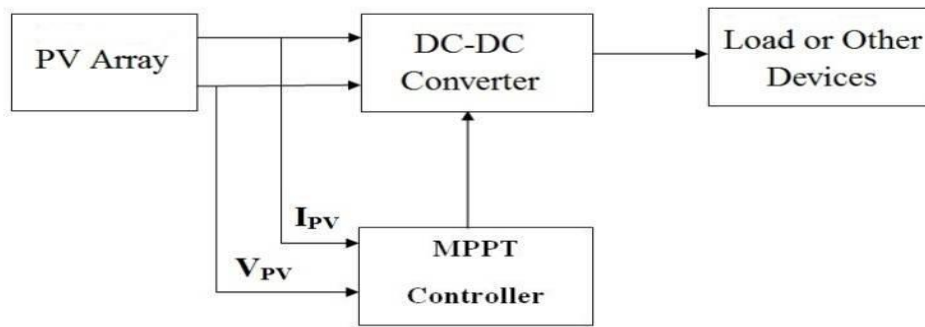 PV Array
DC-DC
Converter
Load or Other
Devices
IPV
VPV
MPPT
Controller